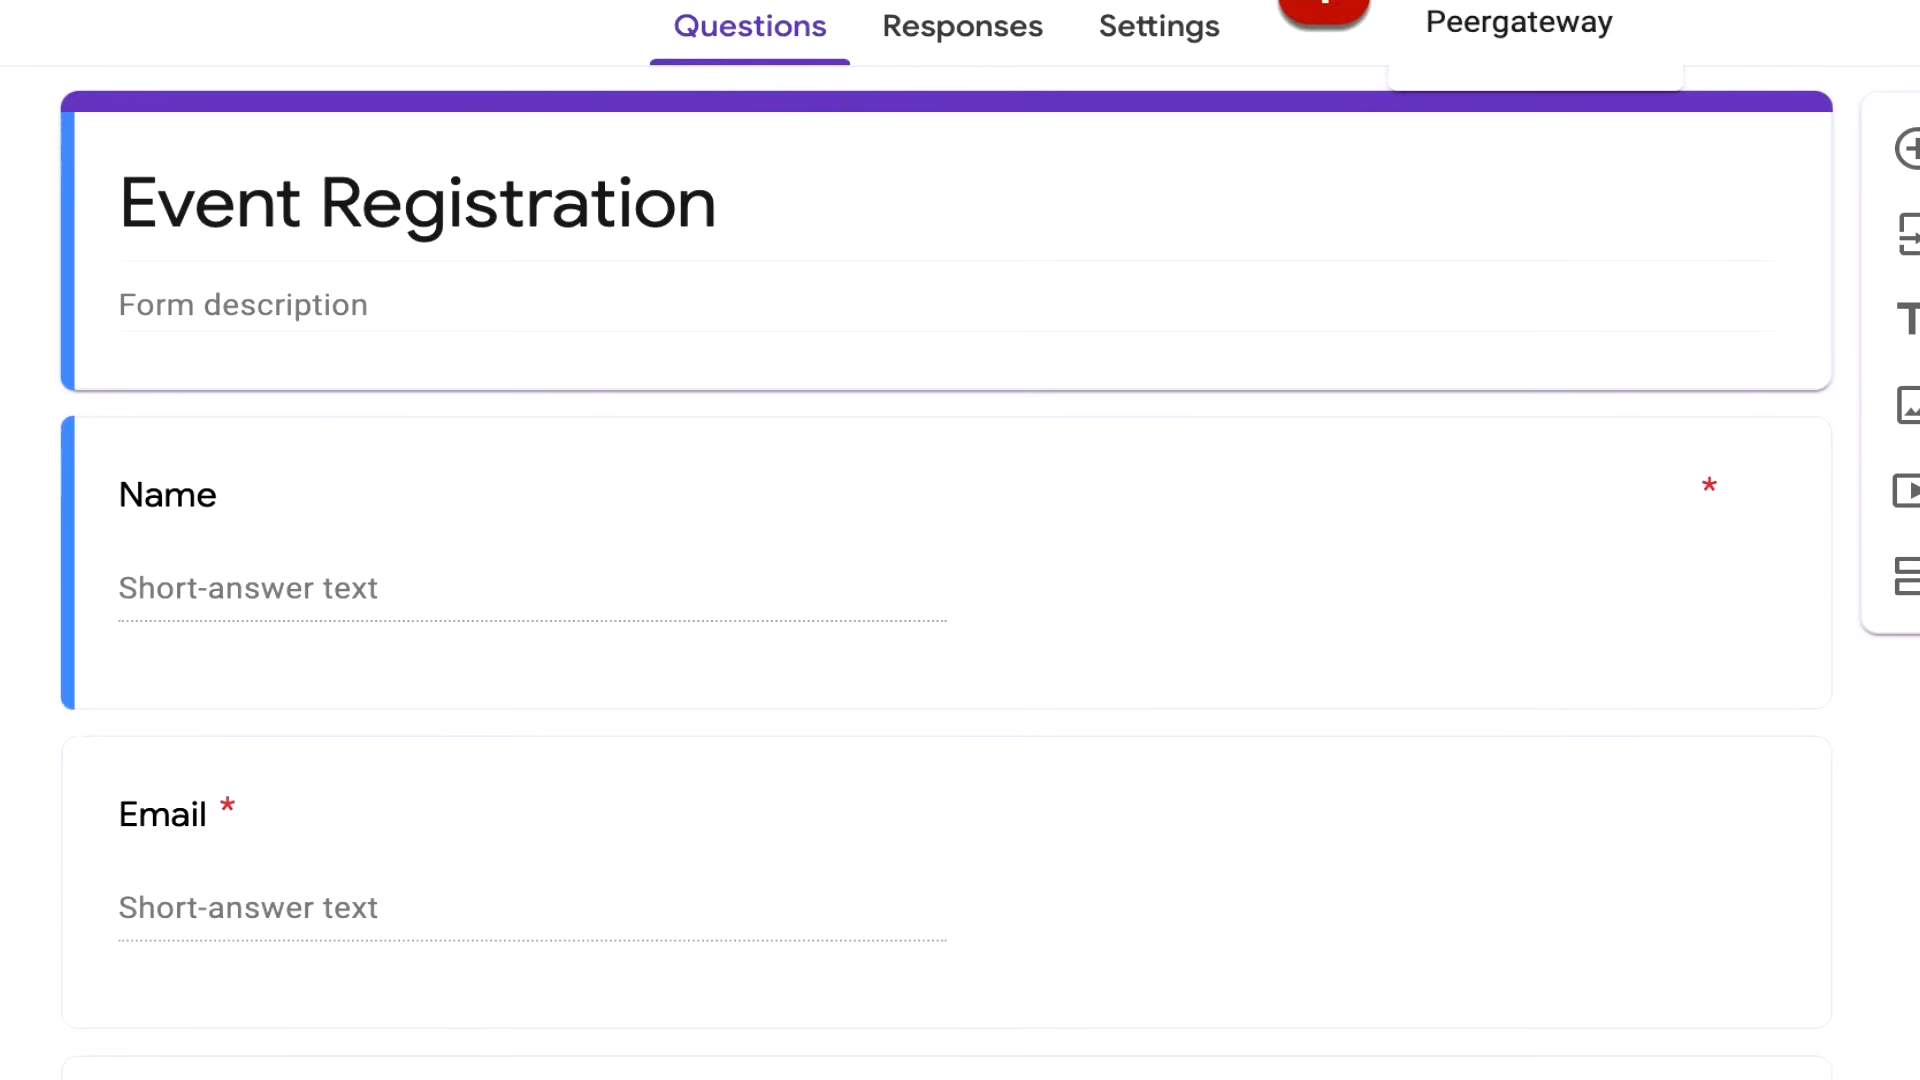 Questions Responses Settings Peergateway
Event Registration
Form description
Name *
Short-answer text
Email *
Short-answer text